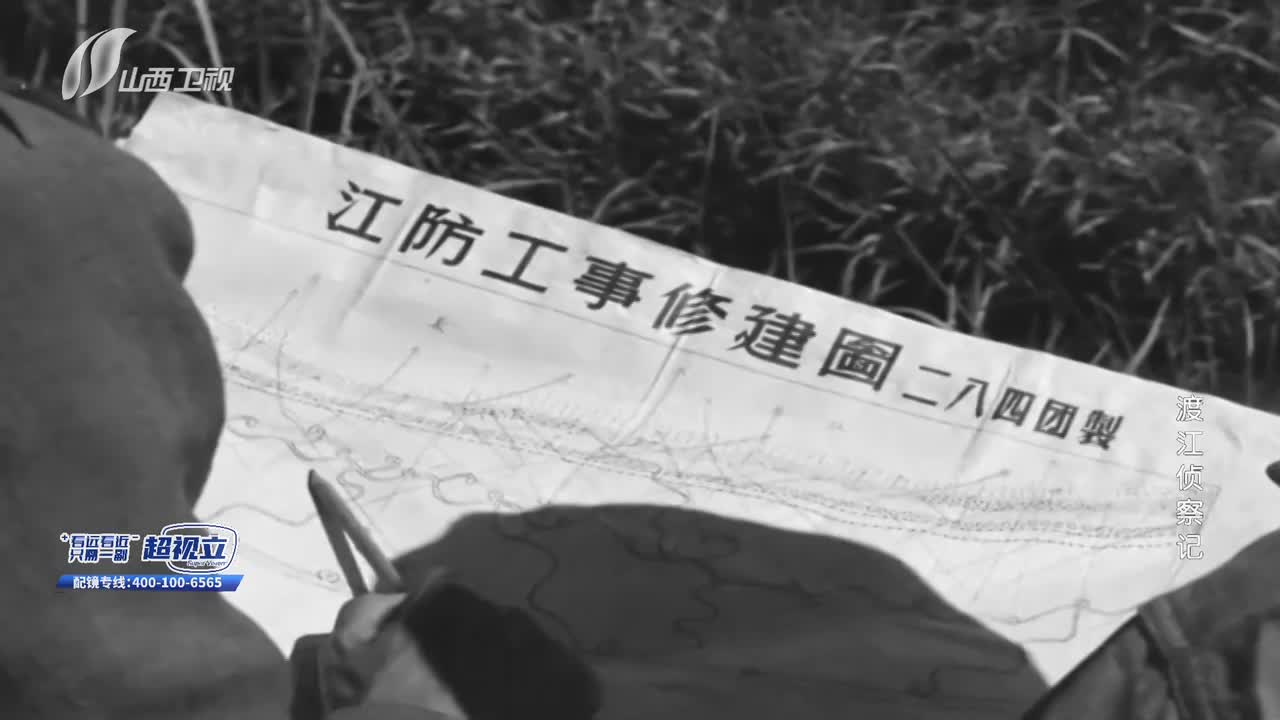 山西卫视
江防工事修建圖 二八四团製
渡江侦察记
看远看近
只需一副
超视立
配镜专线:400-100-6565